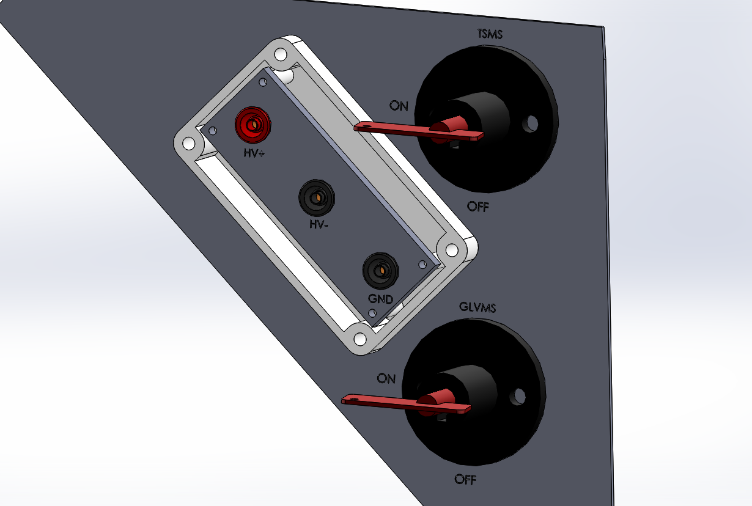 TSMS
ON
OFF
HV+
HV-
GND
GLVMS
ON
OFF